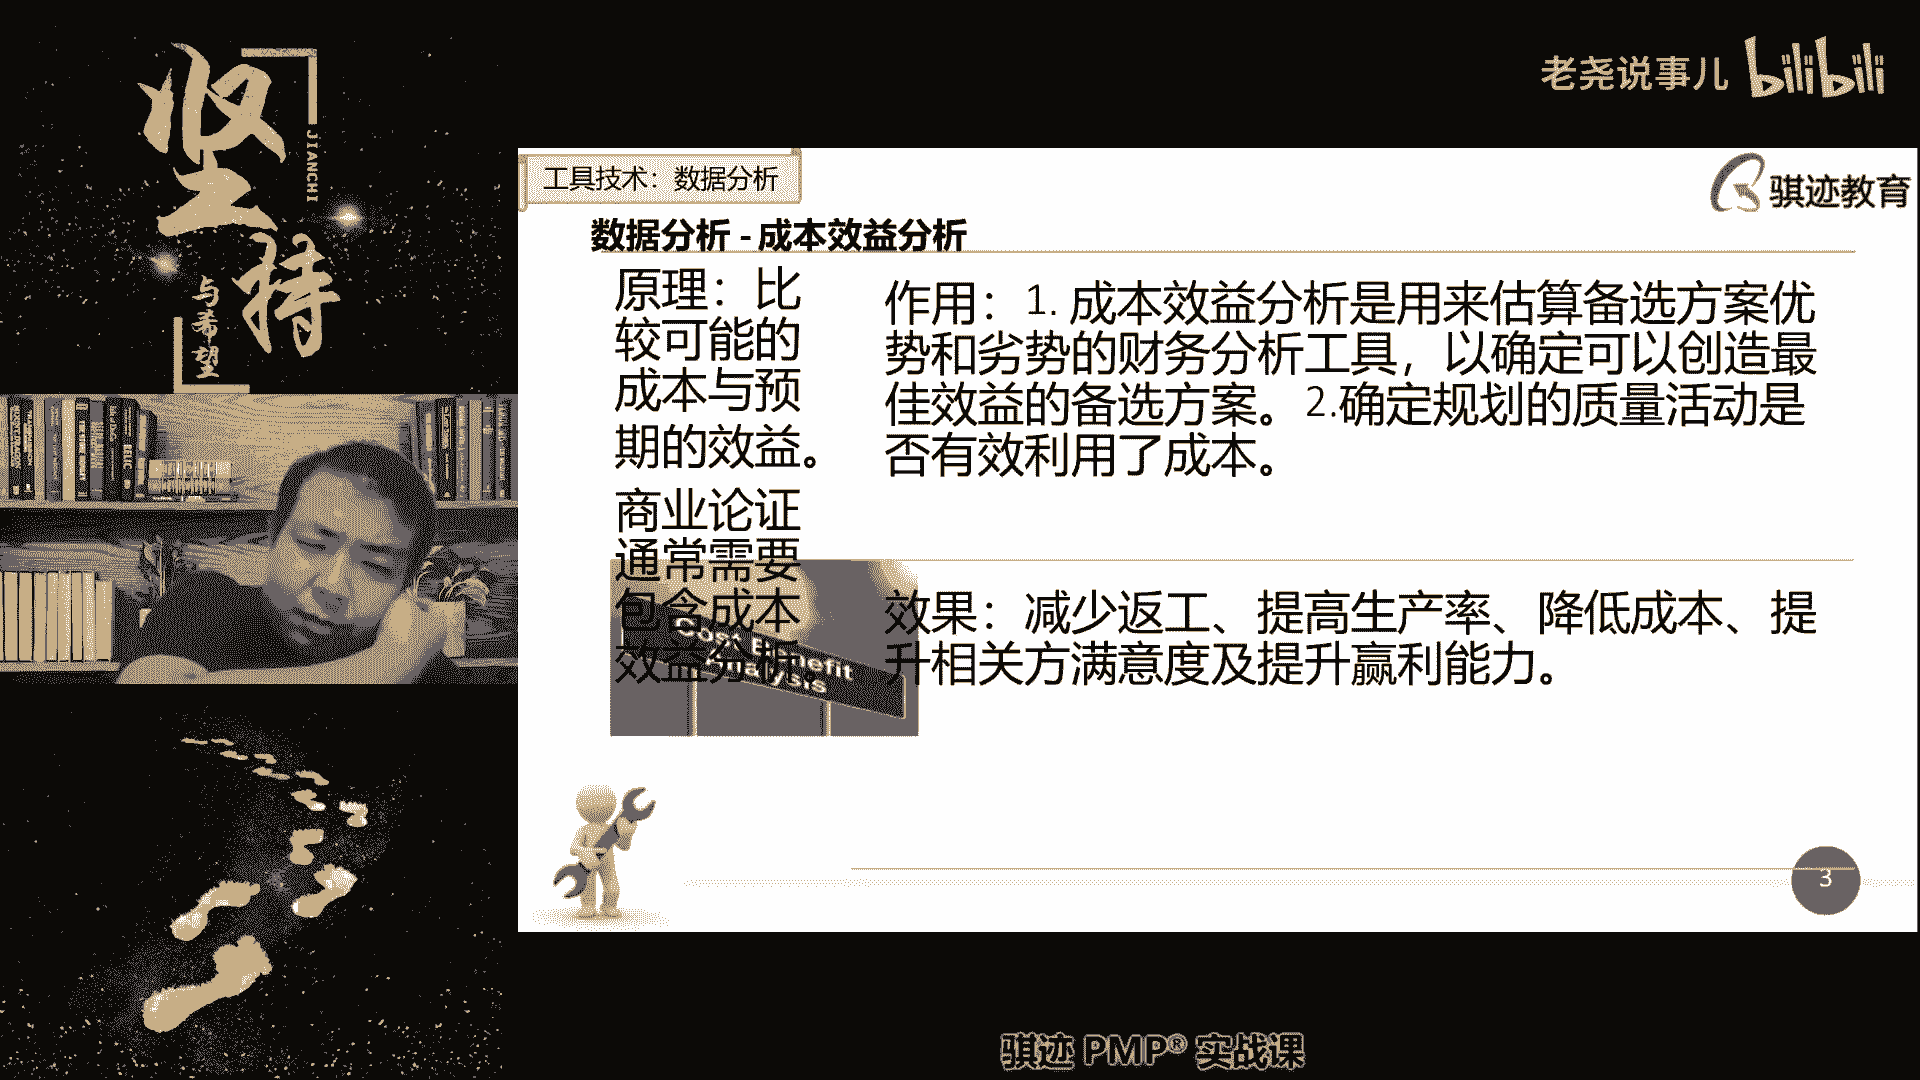 坚持
JIANCHI
与希望
老尧说事儿 bilibili
工具技术：数据分析
骐迹教育
数据分析 - 成本效益分析
原理：比
较可能的
成本与预
期的效益。
商业论证
通常需要
包含成本
效益分析。
作用：1. 成本效益分析是用来估算备选方案优
势和劣势的财务分析工具，以确定可以创造最
佳效益的备选方案。2.确定规划的质量活动是
否有效利用了成本。
Cost Benefit
Analysis
效果：减少返工、提高生产率、降低成本、提
升相关方满意度及提升赢利能力。
3
骐迹 PMP® 实战课